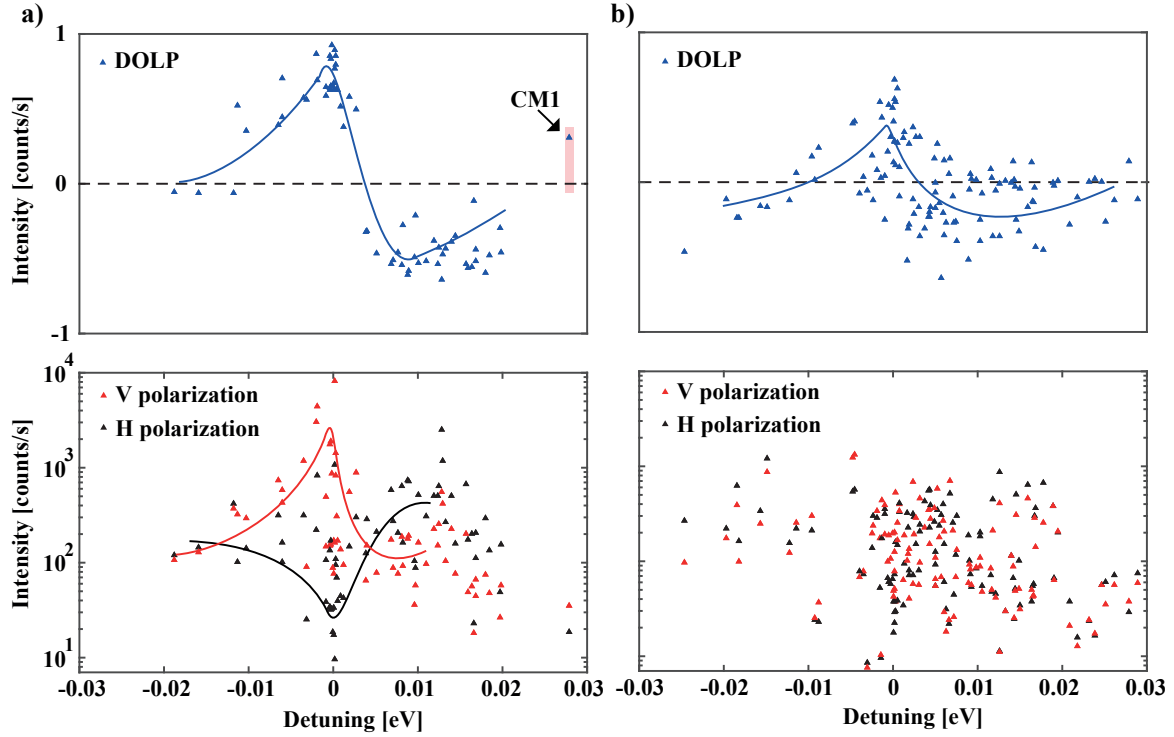 a)
b)
1
DOLP
CM1
0
-1
Intensity [counts/s]
DOLP
10^4
V polarization
H polarization
10^3
10^2
10^1
Intensity [counts/s]
-0.03 -0.02 -0.01 0 0.01 0.02 0.03
Detuning [eV]
V polarization
H polarization
-0.03 -0.02 -0.01 0 0.01 0.02 0.03
Detuning [eV]